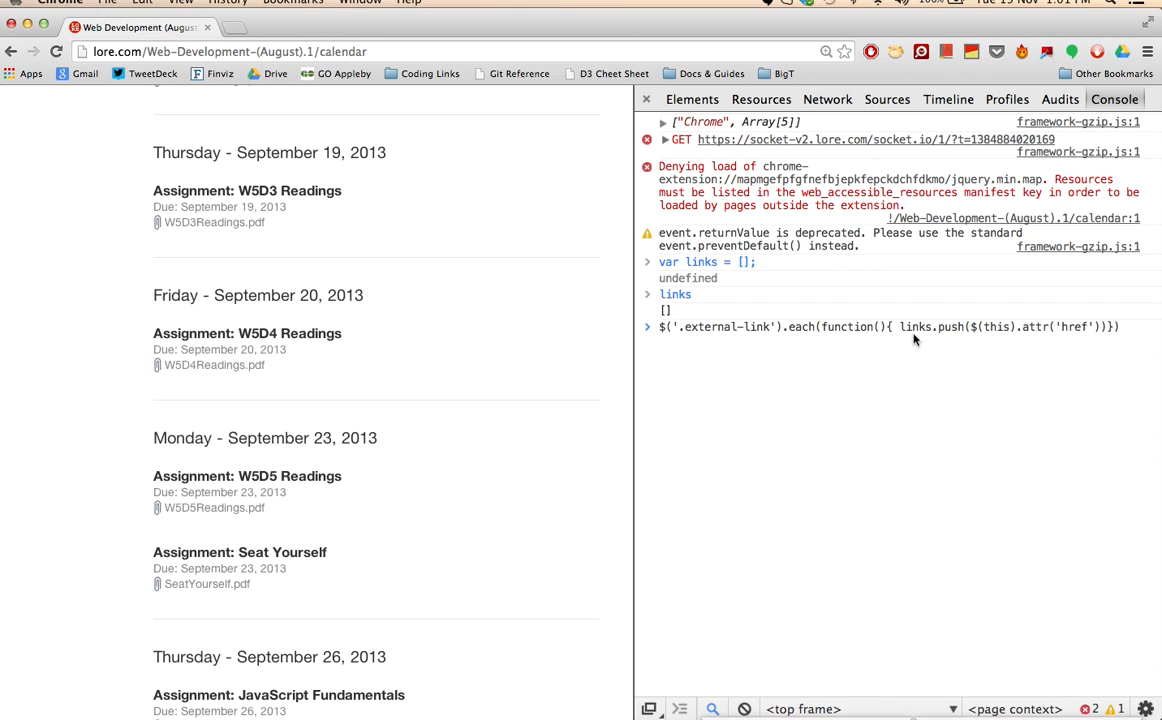 Chrome File Edit View History Bookmarks Window Help 100% Tue 19 Nov 1:01 PM
Web Development (Augus
lore.com/Web-Development-(August).1/calendar
Apps Gmail TweetDeck Finviz Drive GO Appleby Coding Links Git Reference D3 Cheet Sheet Docs & Guides BigT Other Bookmarks
Thursday - September 19, 2013
Assignment: W5D3 Readings
Due: September 19, 2013
W5D3Readings.pdf
Friday - September 20, 2013
Assignment: W5D4 Readings
Due: September 20, 2013
W5D4Readings.pdf
Monday - September 23, 2013
Assignment: W5D5 Readings
Due: September 23, 2013
W5D5Readings.pdf
Assignment: Seat Yourself
Due: September 23, 2013
SeatYourself.pdf
Thursday - September 26, 2013
Assignment: JavaScript Fundamentals
Due: September 26, 2013
Elements Resources Network Sources Timeline Profiles Audits Console
["Chrome", Array[5]] framework-gzip.js:1
GET https://socket-v2.lore.com/socket.io/1/?t=1384884020169
framework-gzip.js:1
Denying load of chrome-
extension://mapmgefpfgfnefbjepkfepckdchfdkmo/jquery.min.map. Resources
must be listed in the web_accessible_resources manifest key in order to be
loaded by pages outside the extension.
!/Web-Development-(August).1/calendar:1
event.returnValue is deprecated. Please use the standard
event.preventDefault() instead. framework-gzip.js:1
> var links = [];
undefined
> links
[]
> $('.external-link').each(function(){ links.push($(this).attr('href'))})
<top frame> <page context> 2 1